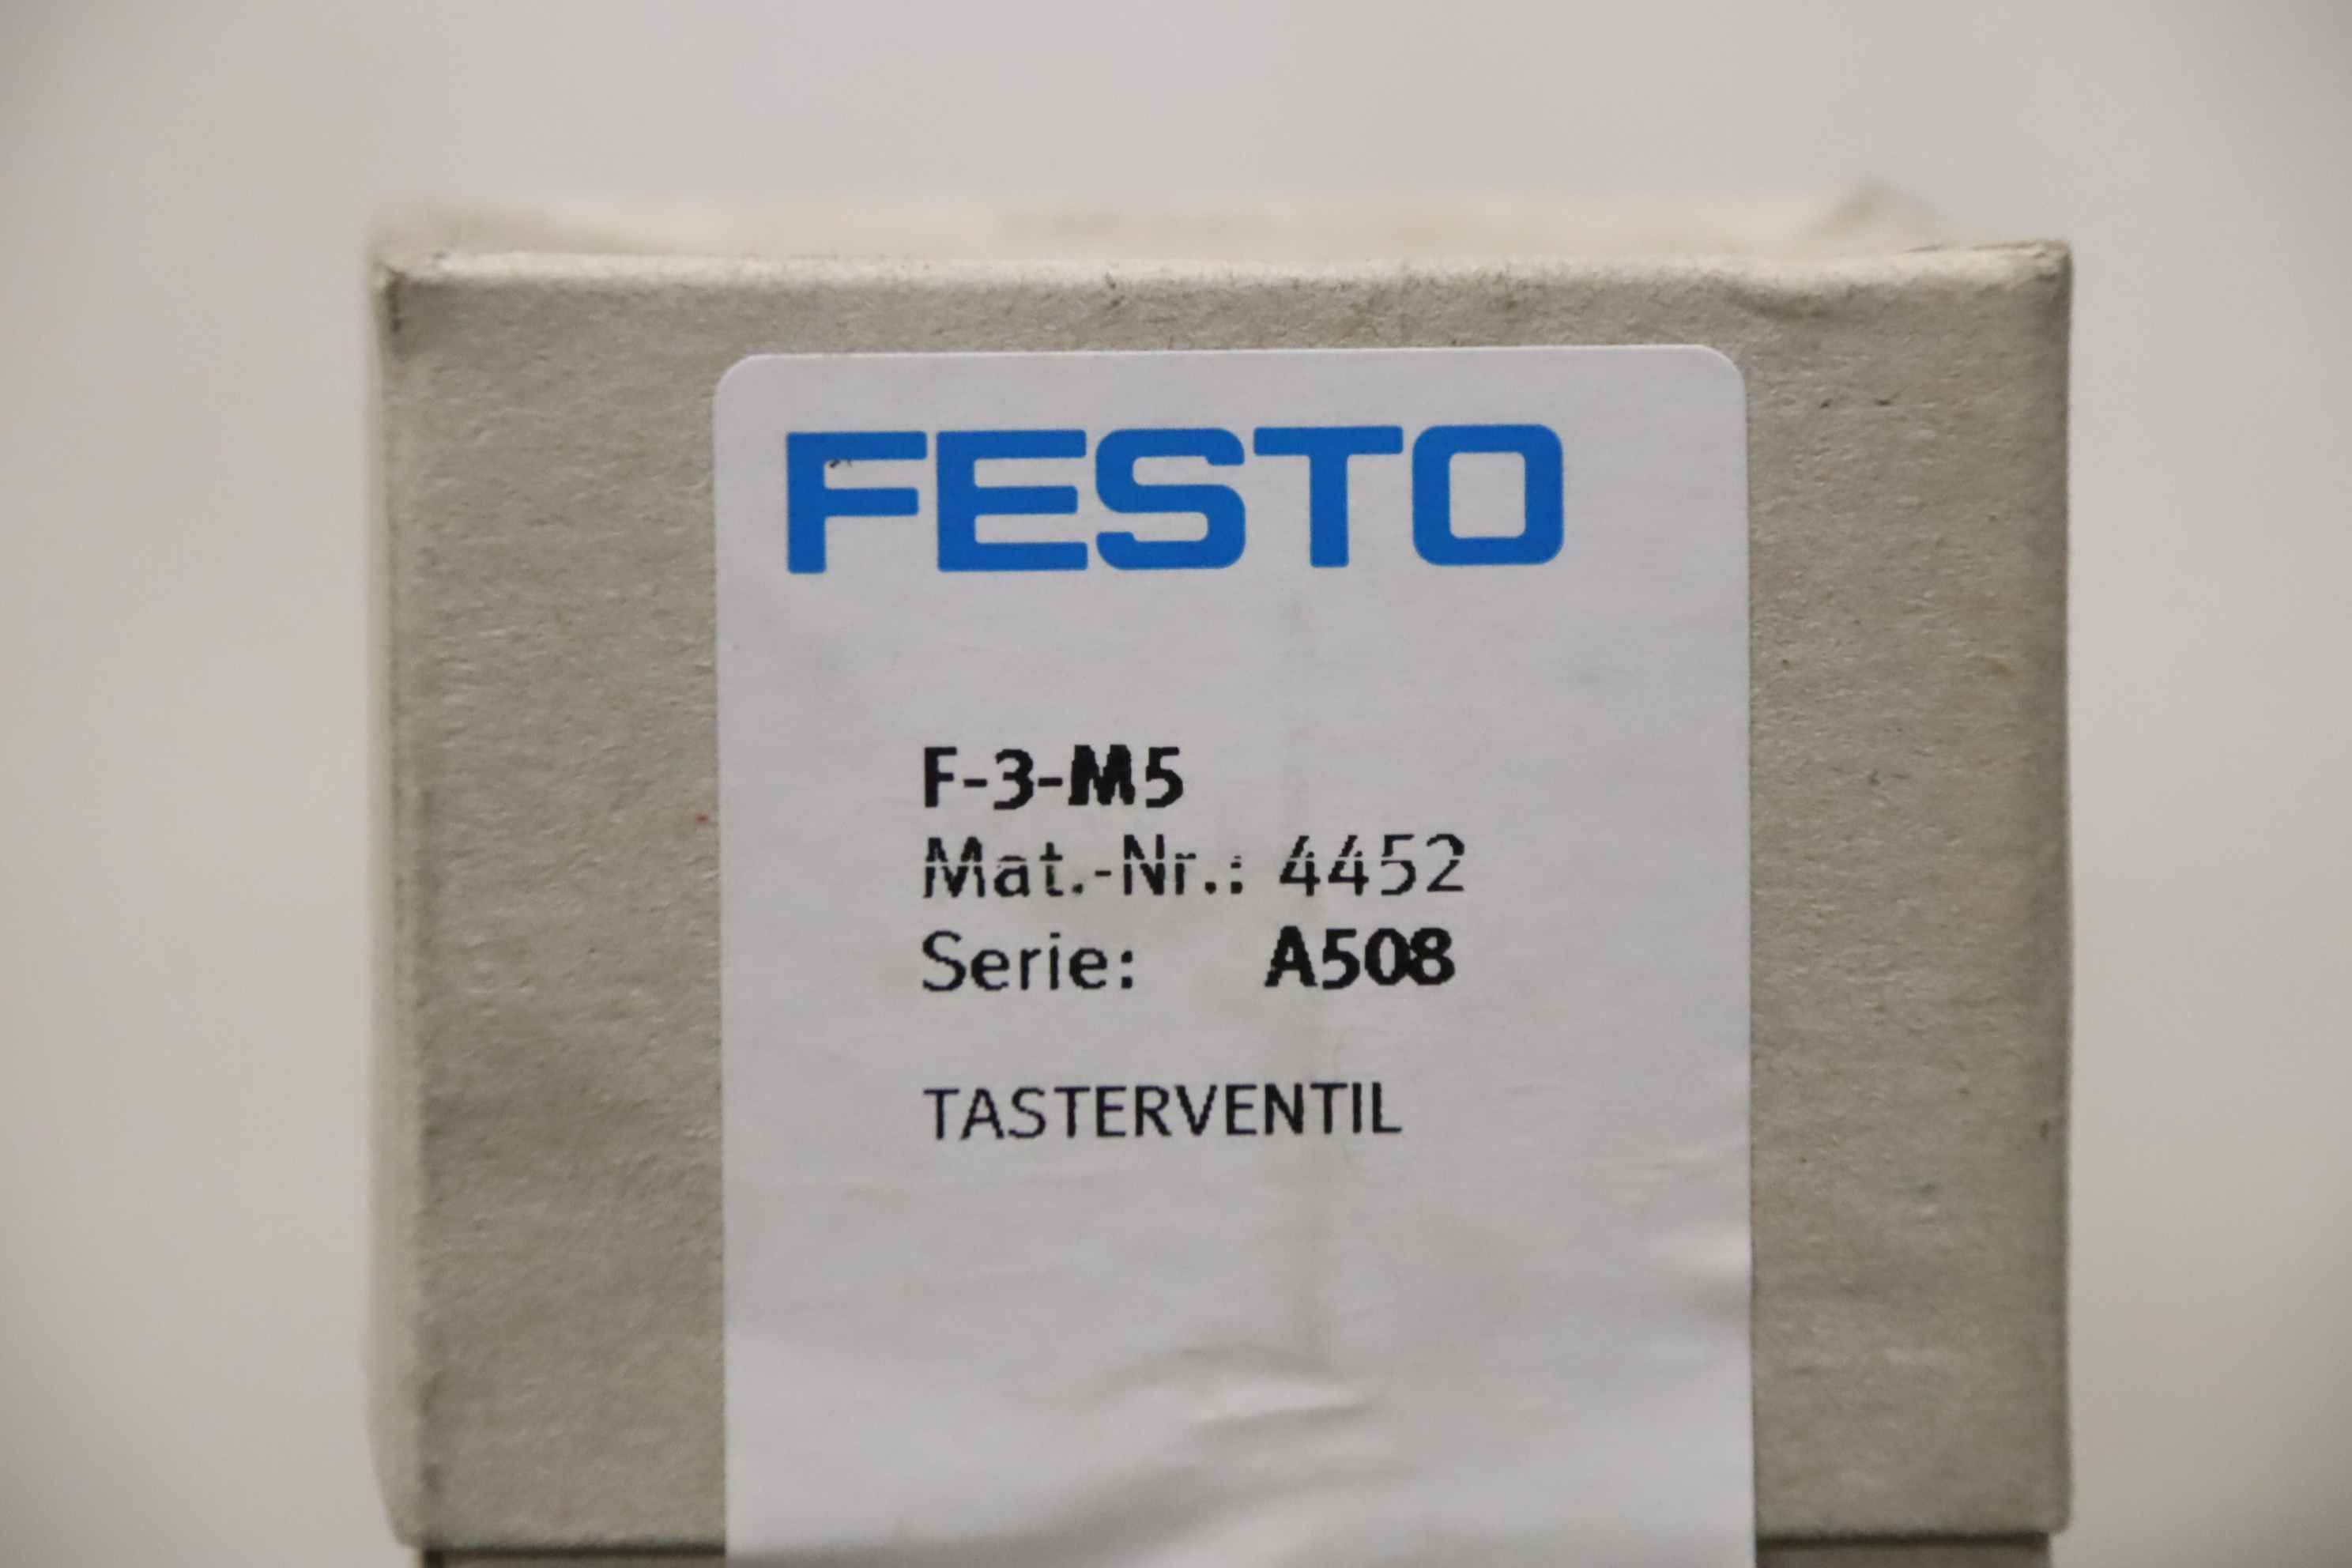 FESTO
F-3-M5
Mat.-Nr.: 4452
Serie: A508
TASTERVENTIL